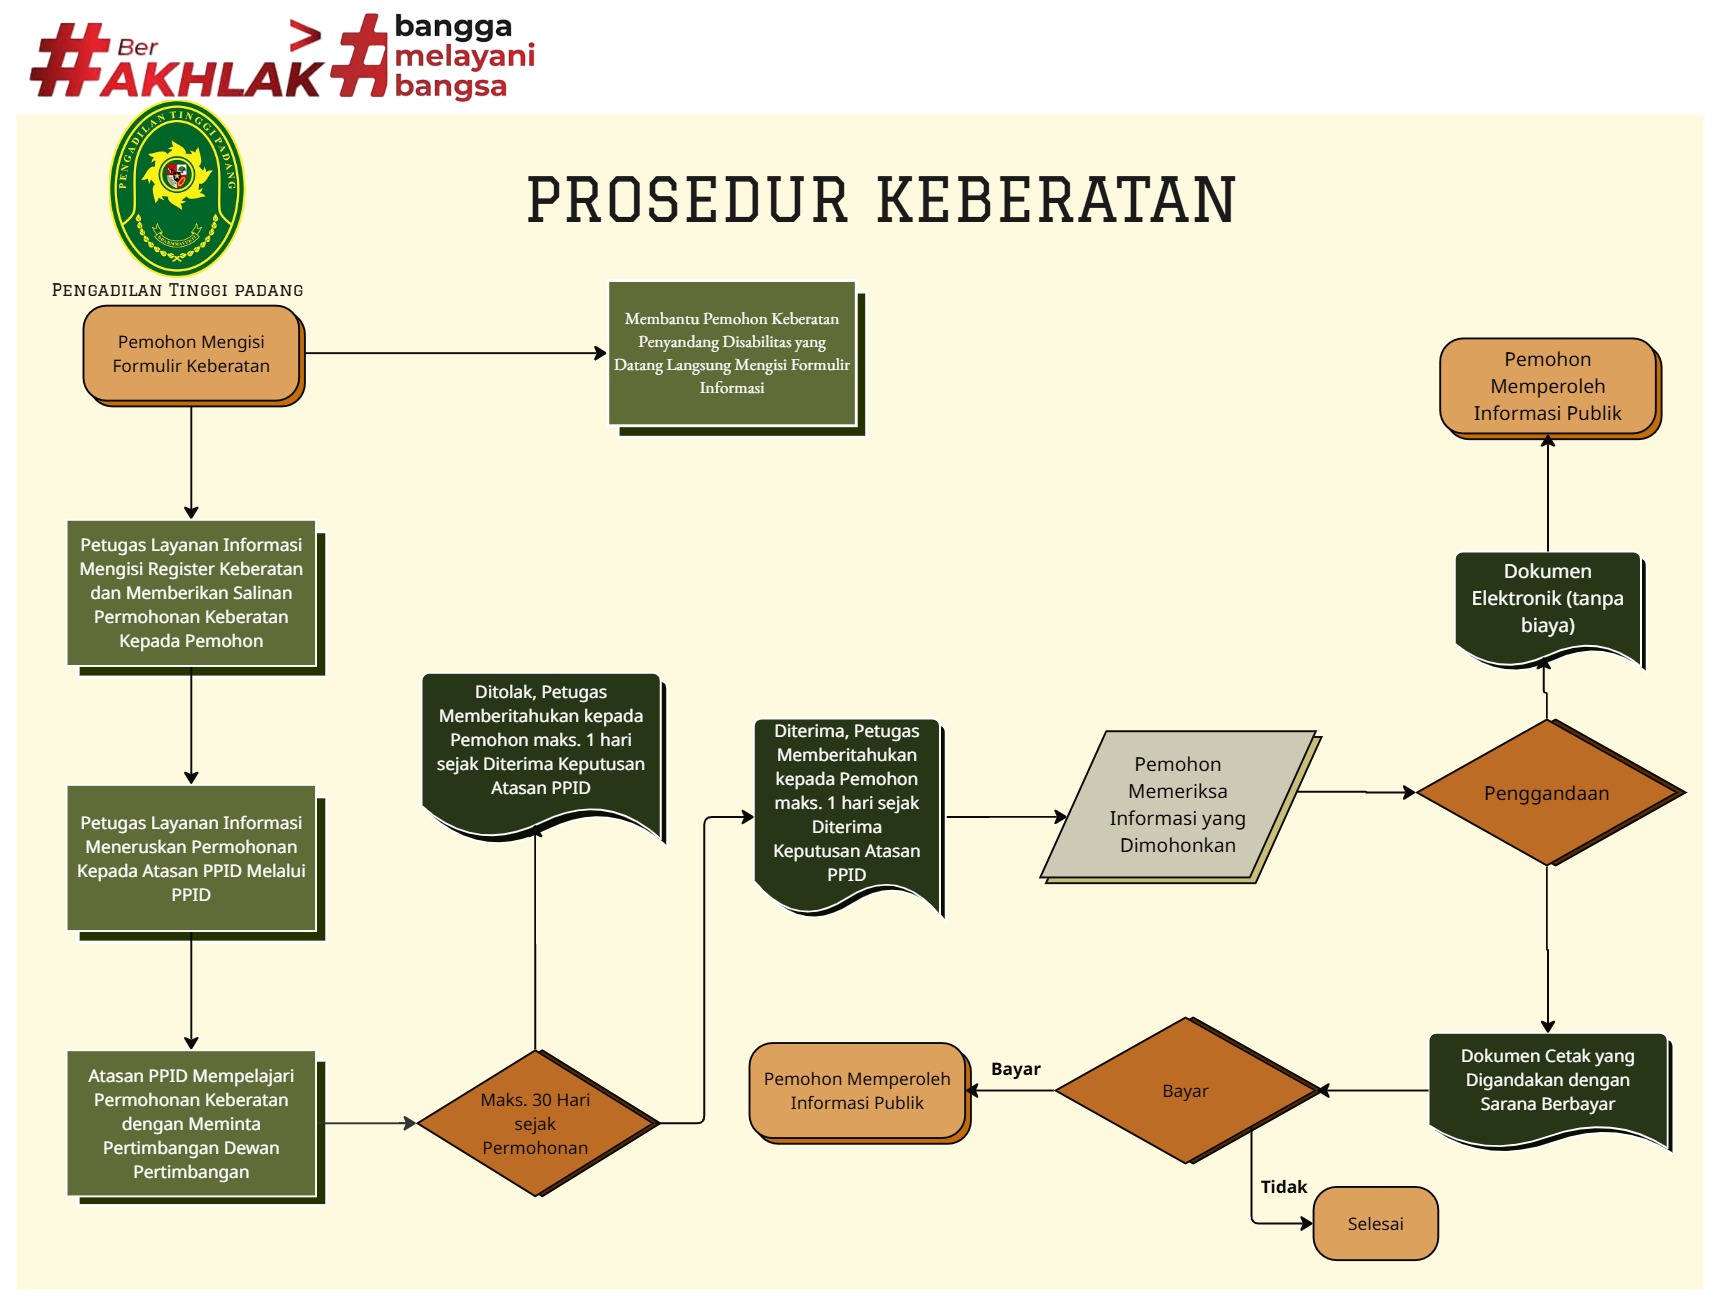 #BerAKHLAK >
# bangga
melayani
bangsa
PENGADILAN TINGGI PADANG
PENGADILAN TINGGI PADANG
PROSEDUR KEBERATAN
Pemohon Mengisi
Formulir Keberatan
Membantu Pemohon Keberatan
Penyandang Disabilitas yang
Datang Langsung Mengisi Formulir
Informasi
Pemohon
Memperoleh
Informasi Publik
Petugas Layanan Informasi
Mengisi Register Keberatan
dan Memberikan Salinan
Permohonan Keberatan
Kepada Pemohon
Dokumen
Elektronik (tanpa
biaya)
Ditolak, Petugas
Memberitahukan kepada
Pemohon maks. 1 hari
sejak Diterima Keputusan
Atasan PPID
Diterima, Petugas
Memberitahukan
kepada Pemohon
maks. 1 hari sejak
Diterima
Keputusan Atasan
PPID
Pemohon
Memeriksa
Informasi yang
Dimohonkan
Penggandaan
Petugas Layanan Informasi
Meneruskan Permohonan
Kepada Atasan PPID Melalui
PPID
Atasan PPID Mempelajari
Permohonan Keberatan
dengan Meminta
Pertimbangan Dewan
Pertimbangan
Maks. 30 Hari
sejak
Permohonan
Pemohon Memperoleh
Informasi Publik
Bayar
Bayar
Dokumen Cetak yang
Digandakan dengan
Sarana Berbayar
Tidak
Selesai